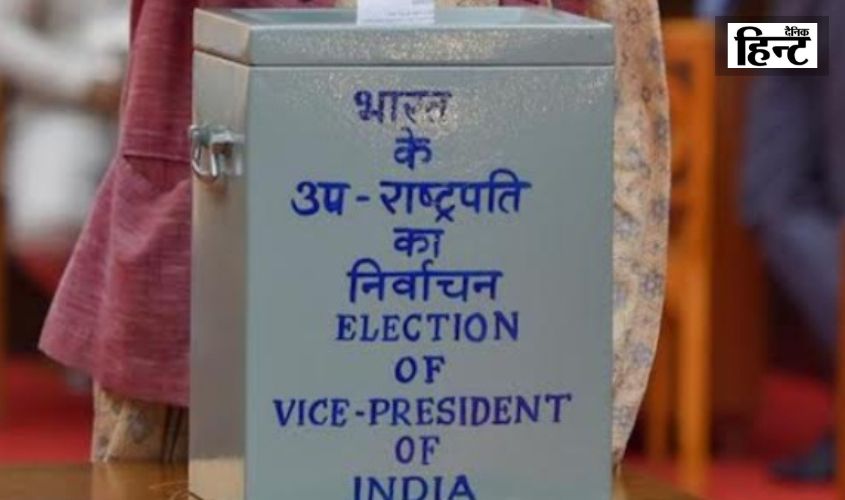 दैनिक
हिन्ट
भारत
के
उप-राष्ट्रपति
का
निर्वाचन
ELECTION
OF
VICE-PRESIDENT
OF
INDIA